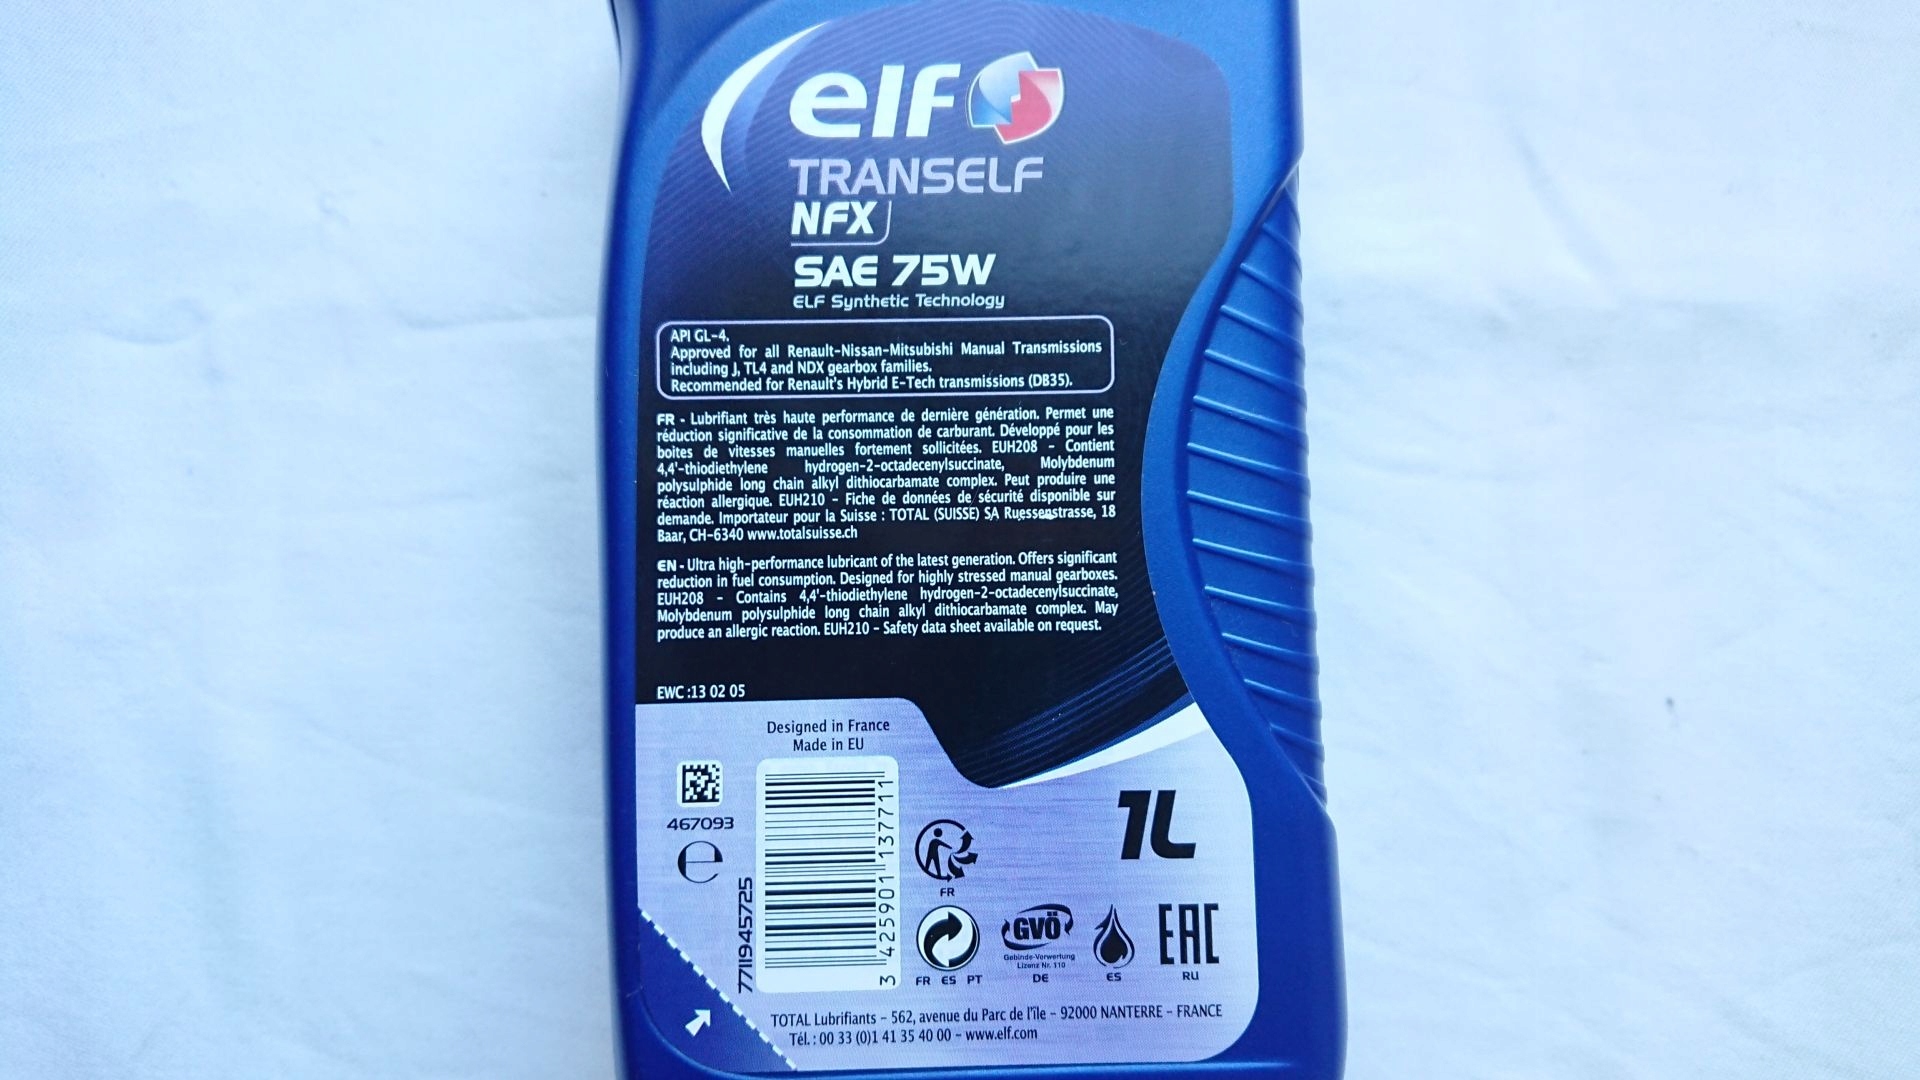 elf
TRANSELF
NFX
SAE 75W
ELF Synthetic Technology
API GL-4.
Approved for all Renault-Nissan-Mitsubishi Manual Transmissions
including J, TL4 and NDX gearbox families.
Recommended for Renault's Hybrid E-Tech transmissions (DB35).
FR - Lubrifiant très haute performance de dernière génération. Permet une
réduction significative de la consommation de carburant. Développé pour les
boites de vitesses manuelles fortement sollicitées. EUH208 - Contient
4,4'-thiodiethylene hydrogen-2-octadecenylsuccinate, Molybdenum
polysulphide long chain alkyl dithiocarbamate complex. Peut produire une
réaction allergique. EUH210 - Fiche de données de sécurité disponible sur
demande. Importateur pour la Suisse : TOTAL (SUISSE) SA Ruessenstrasse, 18
Baar, CH-6340 www.totalsuisse.ch
EN - Ultra high-performance lubricant of the latest generation. Offers significant
reduction in fuel consumption. Designed for highly stressed manual gearboxes.
EUH208 - Contains 4,4'-thiodiethylene hydrogen-2-octadecenylsuccinate,
Molybdenum polysulphide long chain alkyl dithiocarbamate complex. May
produce an allergic reaction. EUH210 - Safety data sheet available on request.
EWC :13 02 05
Designed in France
Made in EU
467093
e
7711945725
3 425901 137711
1L
FR
FR ES PT
GVÖ
Gebinde-Verwertung
Lizenz Nr. 110
DE
ES
EAC
RU
TOTAL Lubrifiants - 562, avenue du Parc de l'île - 92000 NANTERRE - FRANCE
Tél. : 00 33 (0)1 41 35 40 00 - www.elf.com